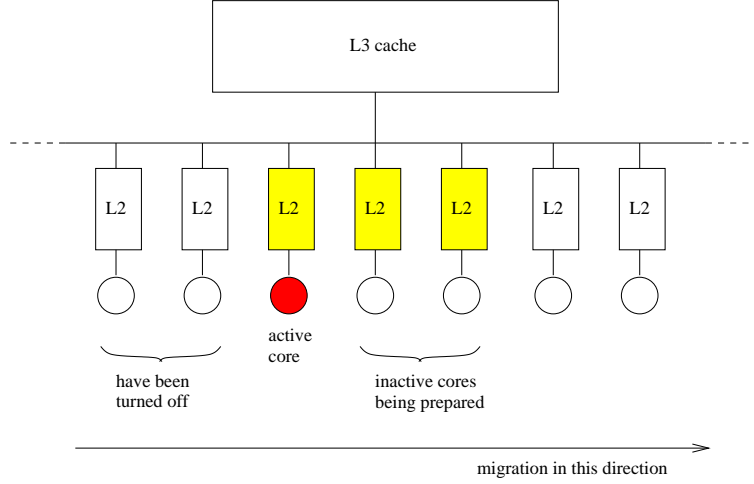 L3 cache
L2 L2 L2 L2 L2 L2 L2
active
core
have been
turned off
inactive cores
being prepared
migration in this direction